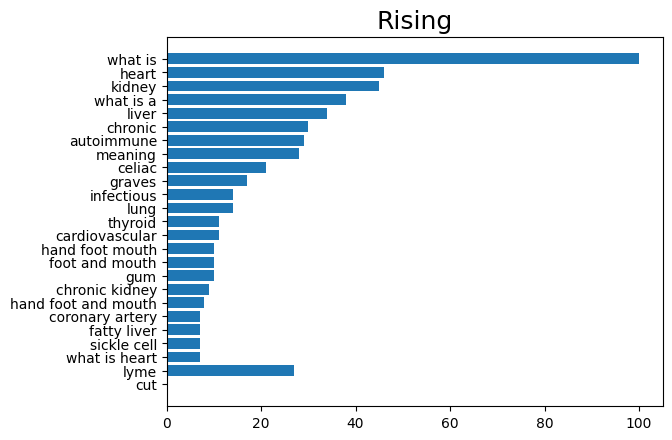 Rising
what is
heart
kidney
what is a
liver
chronic
autoimmune
meaning
celiac
graves
infectious
lung
thyroid
cardiovascular
hand foot mouth
foot and mouth
gum
chronic kidney
hand foot and mouth
coronary artery
fatty liver
sickle cell
what is heart
lyme
cut
0 20 40 60 80 100